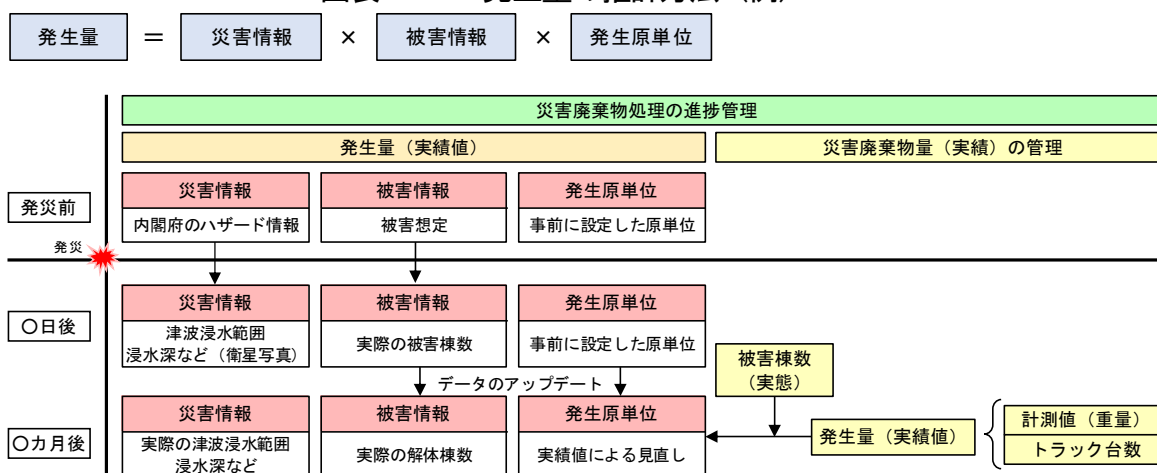 発生量 = 災害情報 × 被害情報 × 発生原単位
災害廃棄物処理の進捗管理
発生量（実績値） 災害廃棄物量（実績）の管理
発災前
災害情報 被害情報 発生原単位
内閣府のハザード情報 被害想定 事前に設定した原単位
発災
〇日後
災害情報 被害情報 発生原単位
津波浸水範囲
浸水深など（衛星写真） 実際の被害棟数 事前に設定した原単位
被害棟数
（実態）
データのアップデート
〇カ月後
災害情報 被害情報 発生原単位
実際の津波浸水範囲
浸水深など 実際の解体棟数 実績値による見直し
発生量（実績値） 計測値（重量）
トラック台数